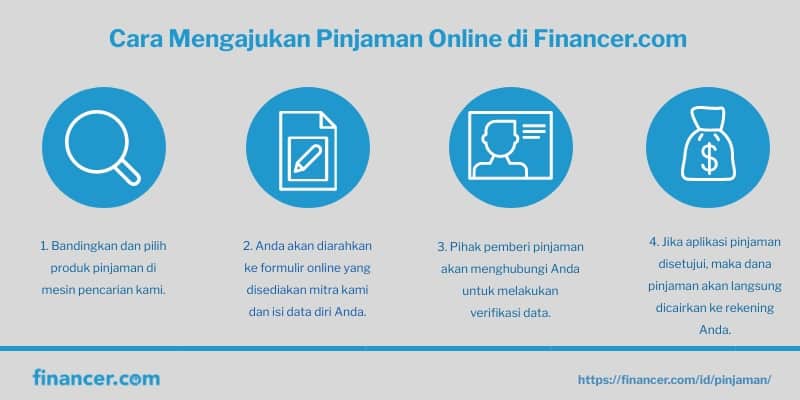 Cara Mengajukan Pinjaman Online di Financer.com
$
1. Bandingkan dan pilih
produk pinjaman di
mesin pencarian kami.
2. Anda akan diarahkan
ke formulir online yang
disediakan mitra kami
dan isi data diri Anda.
3. Pihak pemberi pinjaman
akan menghubungi Anda
untuk melakukan
verifikasi data.
4. Jika aplikasi pinjaman
disetujui, maka dana
pinjaman akan langsung
dicairkan ke rekening
Anda.
financer.com
https://financer.com/id/pinjaman/